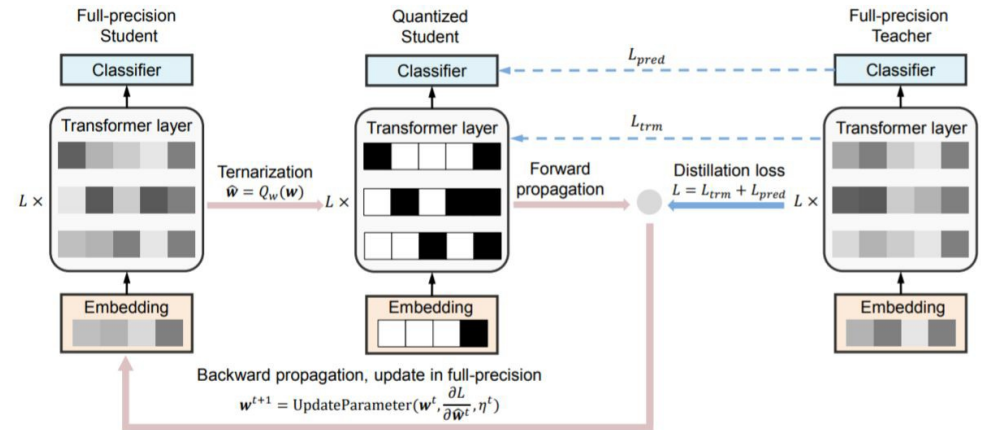 Full-precision
Student
Classifier
Transformer layer
L ×
Embedding
Ternarization
ŵ = Q_w(w)
Quantized
Student
Classifier
Transformer layer
L ×
Embedding
L_pred
L_trm
Forward
propagation
Distillation loss
L = L_trm + L_pred
Full-precision
Teacher
Classifier
Transformer layer
L ×
Embedding
Backward propagation, update in full-precision
w^{t+1} = UpdateParameter(w^t, ∂L/∂ŵ^t, η^t)